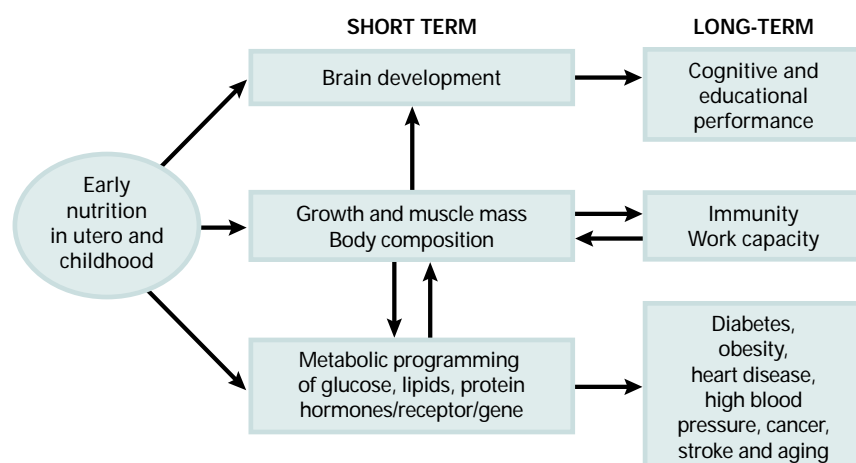 SHORT TERM
LONG-TERM
Brain development
Cognitive and
educational
performance
Early
nutrition
in utero and
childhood
Growth and muscle mass
Body composition
Immunity
Work capacity
Metabolic programming
of glucose, lipids, protein
hormones/receptor/gene
Diabetes,
obesity,
heart disease,
high blood
pressure, cancer,
stroke and aging